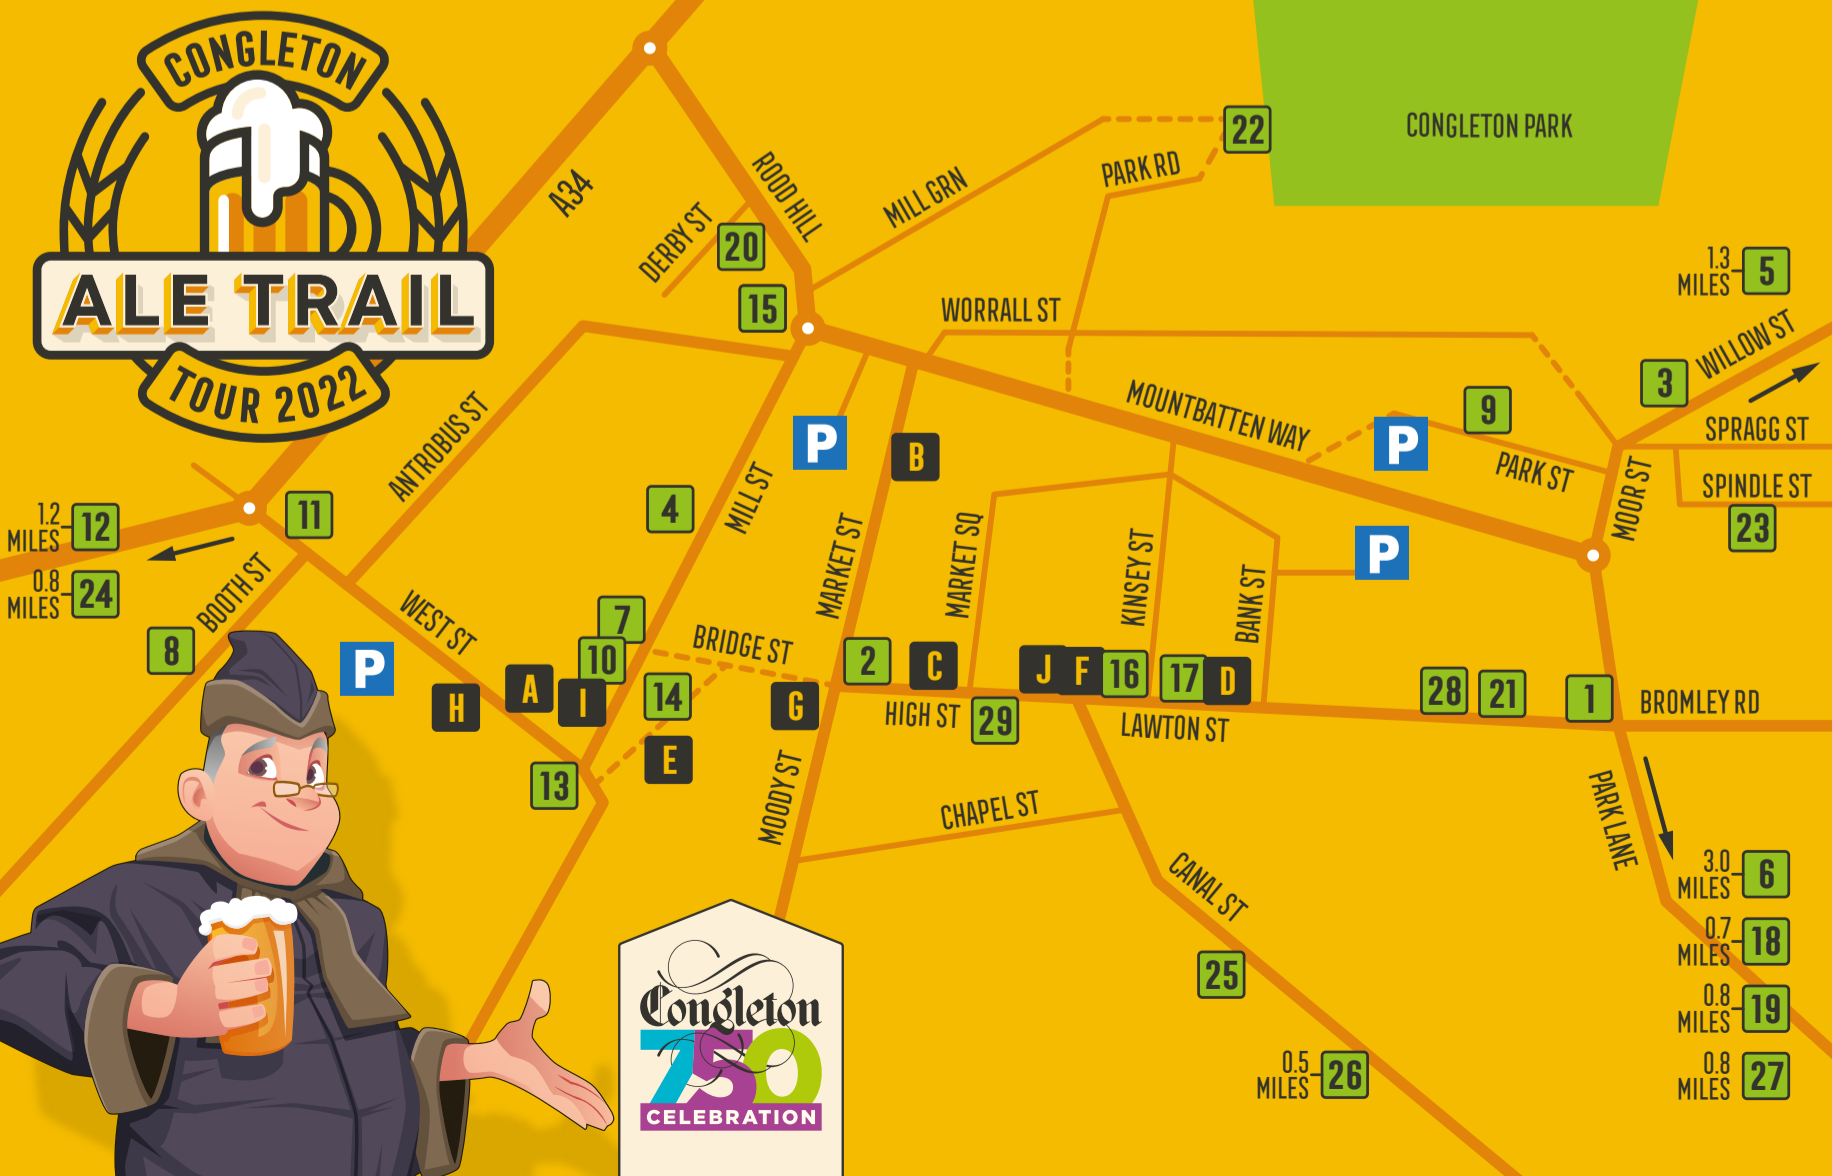 CONGLETON
ALE TRAIL
TOUR 2022
A34
ROOD HILL
DERBY ST
20
15
MILL GRN
PARK RD
22
CONGLETON PARK
WORRALL ST
1.3
MILES
5
WILLOW ST
3
SPRAGG ST
SPINDLE ST
23
MOUNTBATTEN WAY
9
P
PARK ST
MOOR ST
P
ANTROBUS ST
MILL ST
P
B
4
11
1.2
MILES
12
0.8
MILES
24
BOOTH ST
8
P
WEST ST
7
10
H
A
I
13
14
E
BRIDGE ST
G
MARKET ST
MARKET SQ
KINSEY ST
BANK ST
2
C
J
F
16
17
D
HIGH ST
29
LAWTON ST
28
21
1
BROMLEY RD
MOODY ST
CHAPEL ST
CANAL ST
25
0.5
MILES
26
PARK LANE
3.0
MILES
6
0.7
MILES
18
0.8
MILES
19
0.8
MILES
27
Congleton
750
CELEBRATION